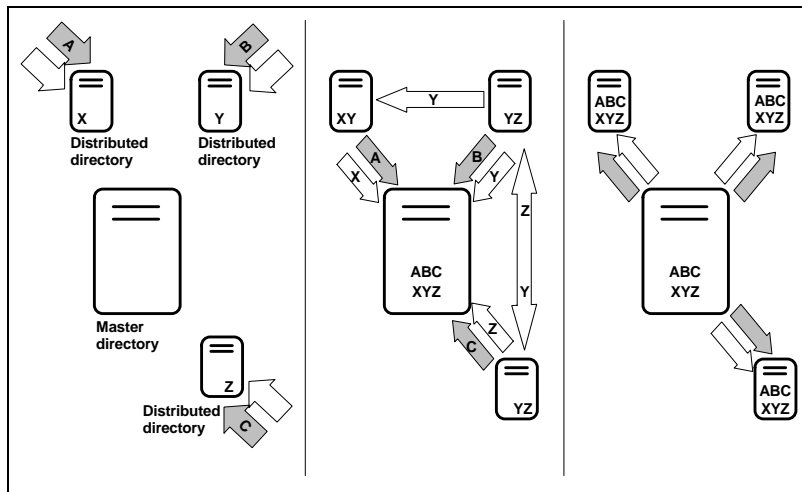 A
B
X
Y
Distributed
directory
Distributed
directory
Master
directory
Z
Distributed
directory
C
XY
Y
YZ
A
X
B
Y
Z
ABC
XYZ
Y
Z
C
YZ
ABC
XYZ
ABC
XYZ
ABC
XYZ
ABC
XYZ